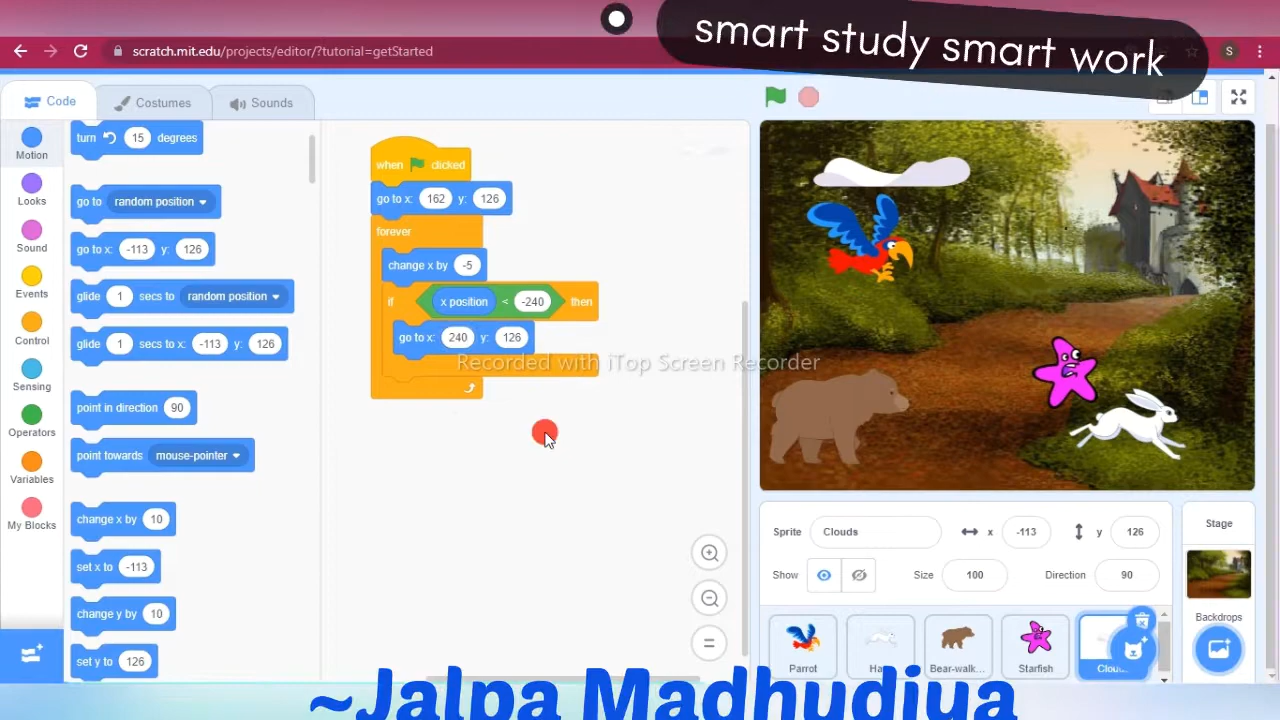 smart study smart work
scratch.mit.edu/projects/editor/?tutorial=getStarted
S
Code
Costumes
Sounds
Motion
Looks
Sound
Events
Control
Sensing
Operators
Variables
My Blocks
turn 15 degrees
go to random position
go to x: -113 y: 126
glide 1 secs to random position
glide 1 secs to x: -113 y: 126
point in direction 90
point towards mouse-pointer
change x by 10
set x to -113
change y by 10
set y to 126
when clicked
go to x: 162 y: 126
forever
change x by -5
if x position < -240 then
go to x: 240 y: 126
Recorded with iTop Screen Recorder
Sprite Clouds x -113 y 126
Show Size 100 Direction 90
Parrot
Bear-walk...
Starfish
Stage
Backdrops
~Jalpa Madhudiya